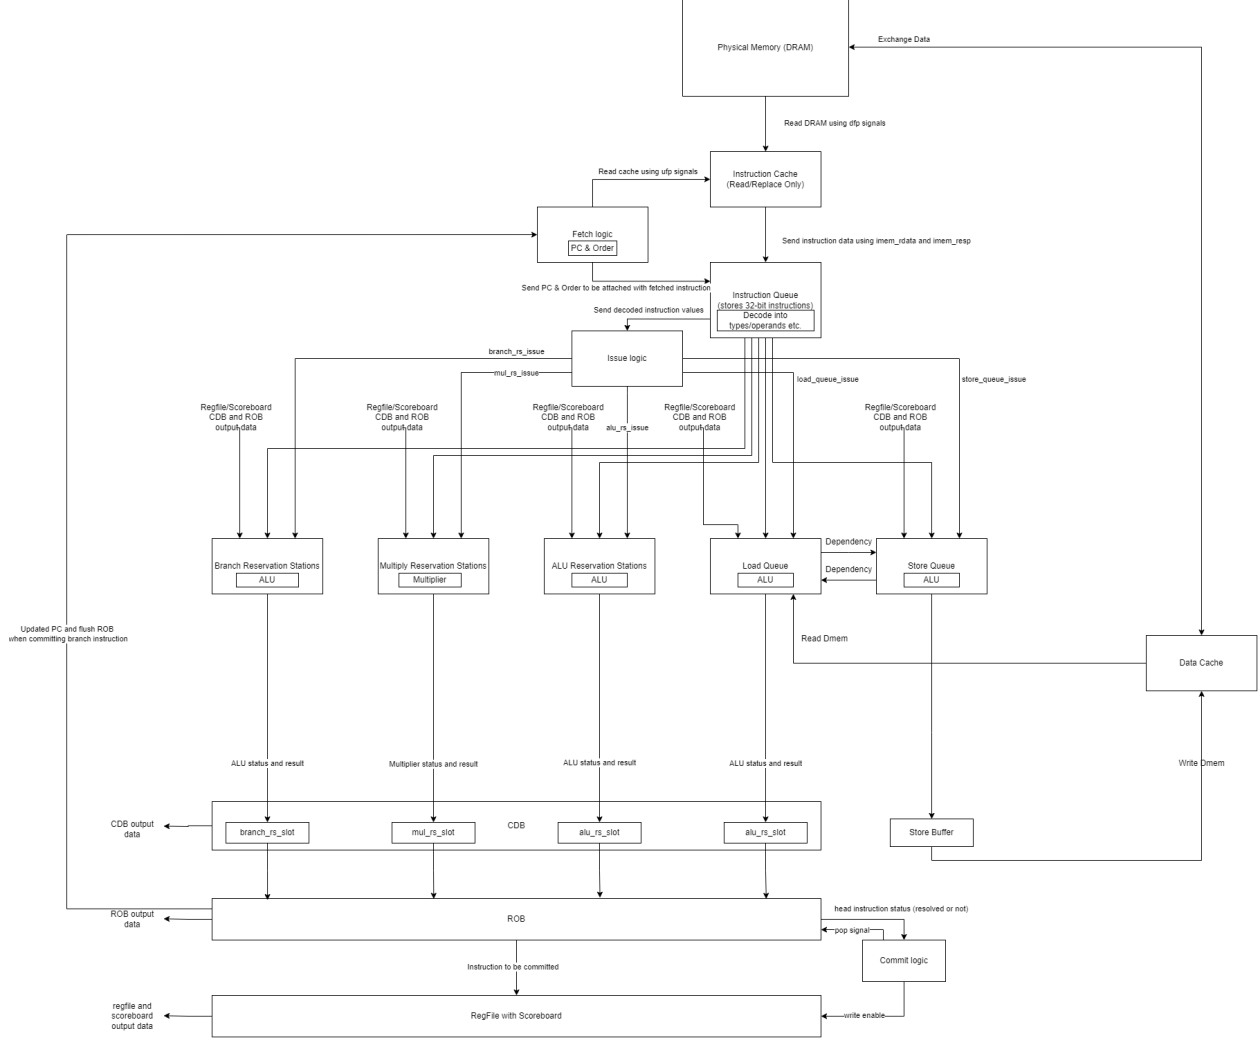 Physical Memory (DRAM)
Exchange Data
Read DRAM using dfp signals
Read cache using ufp signals
Instruction Cache
(Read/Replace Only)
Fetch logic
PC & Order
Send instruction data using imem_rdata and imem_resp
Send PC & Order to be attached with fetched instruction
Instruction Queue
(stores 32-bit instructions)
Decode into
types/operands etc.
Send decoded instruction values
Issue logic
branch_rs_issue
mul_rs_issue
load_queue_issue
store_queue_issue
alu_rs_issue
Regfile/Scoreboard
CDB and ROB
output data
Regfile/Scoreboard
CDB and ROB
output data
Regfile/Scoreboard
CDB and ROB
output data
Regfile/Scoreboard
CDB and ROB
output data
Regfile/Scoreboard
CDB and ROB
output data
Branch Reservation Stations
ALU
Multiply Reservation Stations
Multiplier
ALU Reservation Stations
ALU
Load Queue
ALU
Dependency
Dependency
Store Queue
ALU
Updated PC and flush ROB
when committing branch instruction
Read Dmem
Data Cache
ALU status and result
Multiplier status and result
ALU status and result
ALU status and result
Write Dmem
CDB output
data
branch_rs_slot
mul_rs_slot
CDB
alu_rs_slot
alu_rs_slot
Store Buffer
ROB output
data
ROB
head instruction status (resolved or not)
pop signal
Commit logic
Instruction to be committed
regfile and
scoreboard
output data
RegFile with Scoreboard
write enable